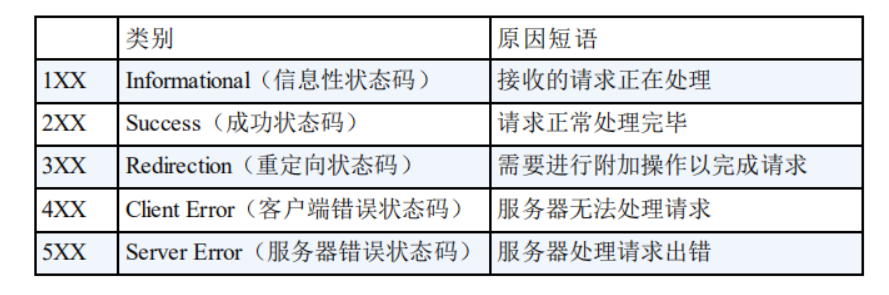 类别 原因短语
1XX Informational（信息性状态码） 接收的请求正在处理
2XX Success（成功状态码） 请求正常处理完毕
3XX Redirection（重定向状态码） 需要进行附加操作以完成请求
4XX Client Error（客户端错误状态码） 服务器无法处理请求
5XX Server Error（服务器错误状态码） 服务器处理请求出错